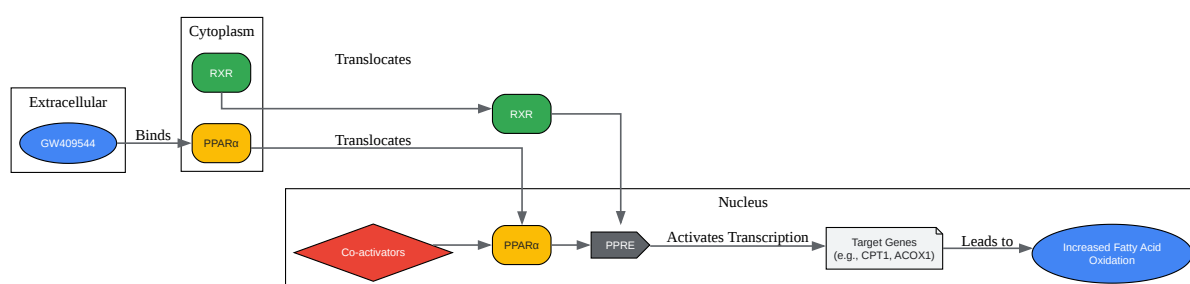 Cytoplasm
RXR
Translocates
Extracellular
GW409544
Binds
PPARα
Translocates
RXR
Nucleus
Co-activators
PPARα
PPRE
Activates Transcription
Target Genes
(e.g., CPT1, ACOX1)
Leads to
Increased Fatty Acid
Oxidation